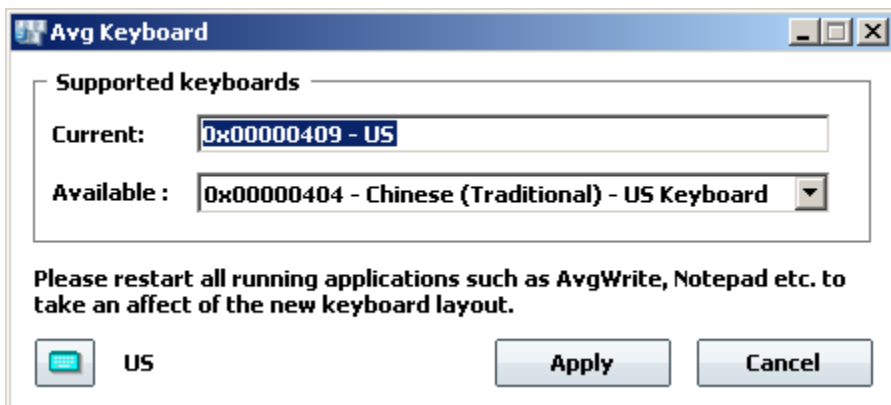 Avg Keyboard
Supported keyboards
Current:
0x00000409 - US
Available :
0x00000404 - Chinese (Traditional) - US Keyboard
Please restart all running applications such as AvgWrite, Notepad etc. to
take an affect of the new keyboard layout.
US
Apply
Cancel